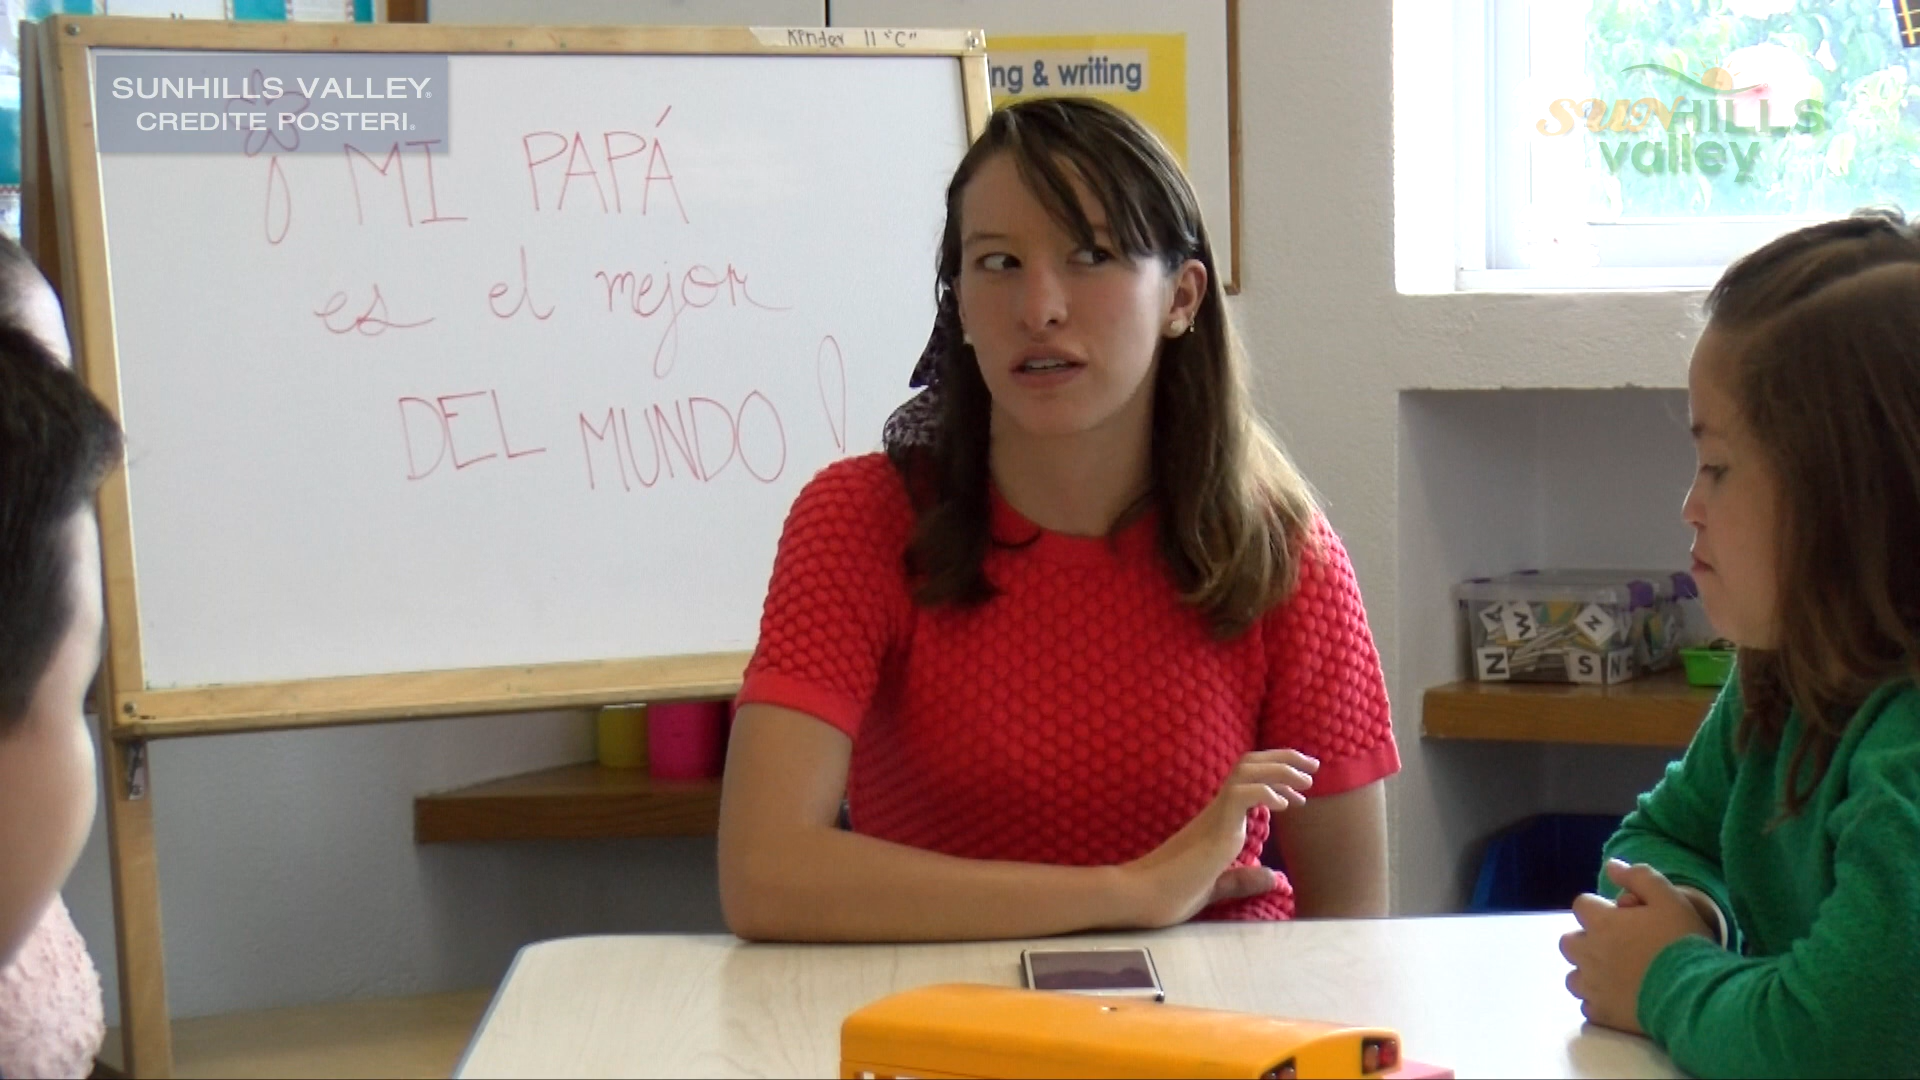 Kinder II "C"
SUNHILLS VALLEY®
CREDITE POSTERI®
ng & writing
SUNHILLS
valley
¡MI PAPÁ
es el mejor
DEL MUNDO!
A W N
N S N